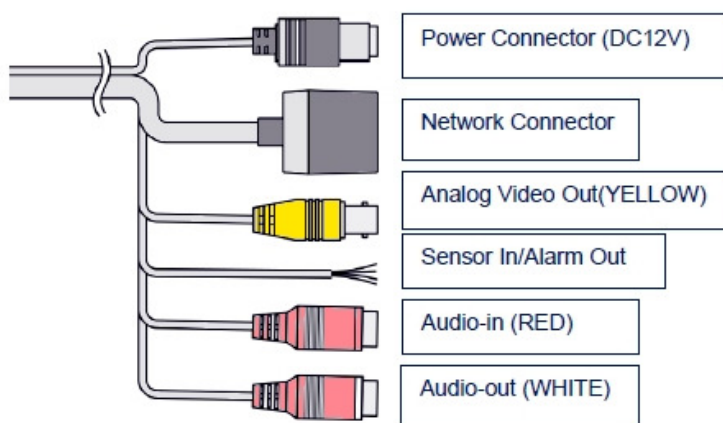 Power Connector (DC12V)
Network Connector
Analog Video Out(YELLOW)
Sensor In/Alarm Out
Audio-in (RED)
Audio-out (WHITE)